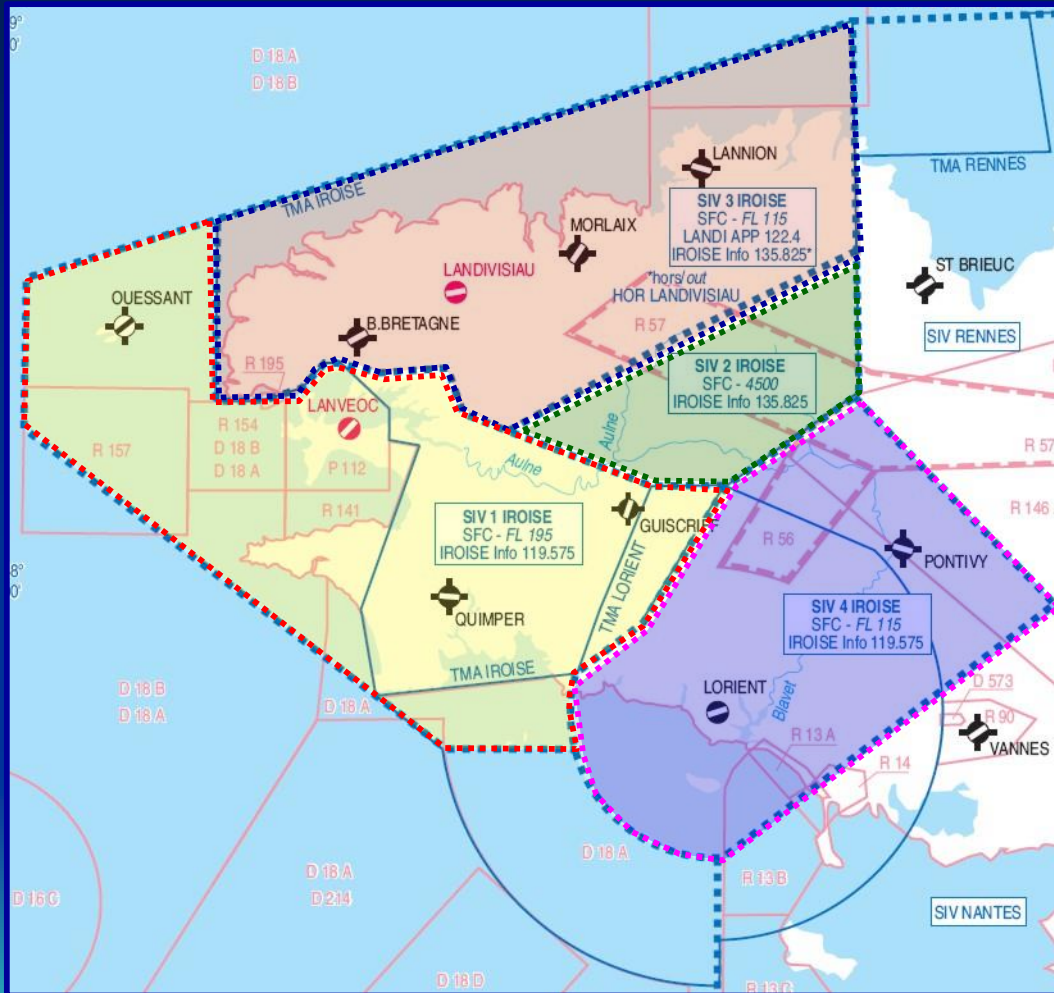 9°
0'
D 18 A
D 18 B
LANNION
TMA RENNES
TMA IROISE
SIV 3 IROISE
SFC - FL 115
LANDI APP 122.4
IROISE Info 135.825*
MORLAIX
*hors/out
HOR LANDIVISIAU
LANDIVISIAU
ST BRIEUC
OUESSANT
B.BRETAGNE
R 57
SIV RENNES
R 195
SIV 2 IROISE
SFC - 4500
IROISE Info 135.825
LANVEOC
R 154
D 18 B
D 18 A
R 157
Aulne
Aulne
R 57
P 112
R 141
SIV 1 IROISE
SFC - FL 195
IROISE Info 119.575
R 146
R 56
PONTIVY
8°
0'
TMA LORIENT
QUIMPER
SIV 4 IROISE
SFC - FL 115
IROISE Info 119.575
TMA IROISE
D 18 B
D 18 A
D 18 A
LORIENT
Blavet
D 573
R 90
VANNES
R 13 A
R 14
D 18 A
D 18 A
D 214
R 13 B
D 16 C
SIV NANTES
D 18 D
R 13 C